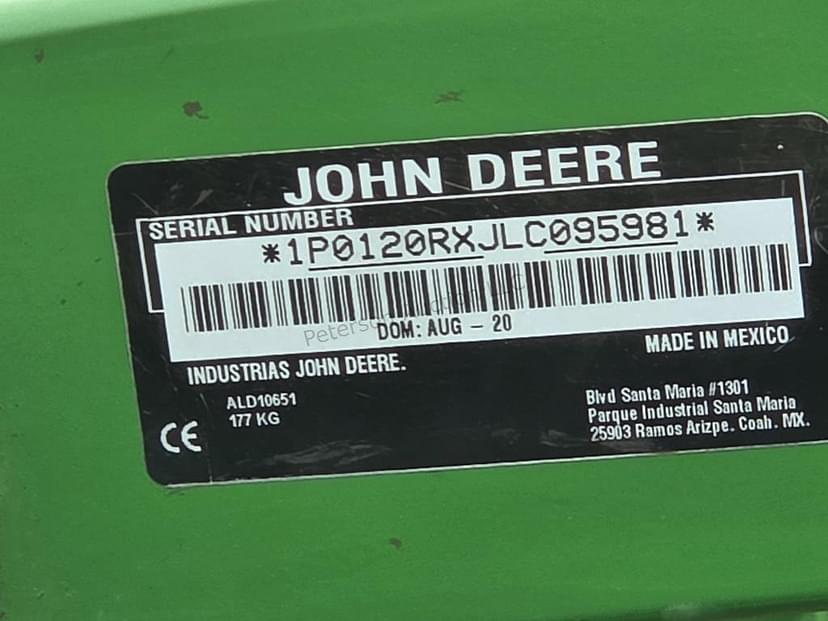 JOHN DEERE
SERIAL NUMBER
*1P0120RXJLC095981*
DOM: AUG - 20
INDUSTRIAS JOHN DEERE.
MADE IN MEXICO
ALD10651
177 KG
CE
Blvd Santa Maria #1301
Parque Industrial Santa Maria
25903 Ramos Arizpe. Coah. MX.